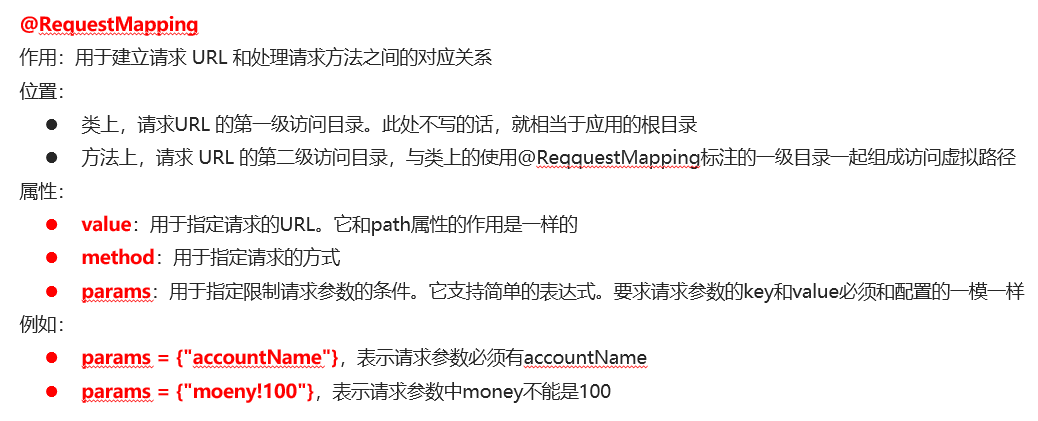 @RequestMapping
作用：用于建立请求 URL 和处理请求方法之间的对应关系
位置：
● 类上，请求URL 的第一级访问目录。此处不写的话，就相当于应用的根目录
● 方法上，请求 URL 的第二级访问目录，与类上的使用@ReqquestMapping标注的一级目录一起组成访问虚拟路径
属性：
● value：用于指定请求的URL。它和path属性的作用是一样的
● method：用于指定请求的方式
● params：用于指定限制请求参数的条件。它支持简单的表达式。要求请求参数的key和value必须和配置的一模一样
例如：
● params = {"accountName"}，表示请求参数必须有accountName
● params = {"moeny!100"}，表示请求参数中money不能是100